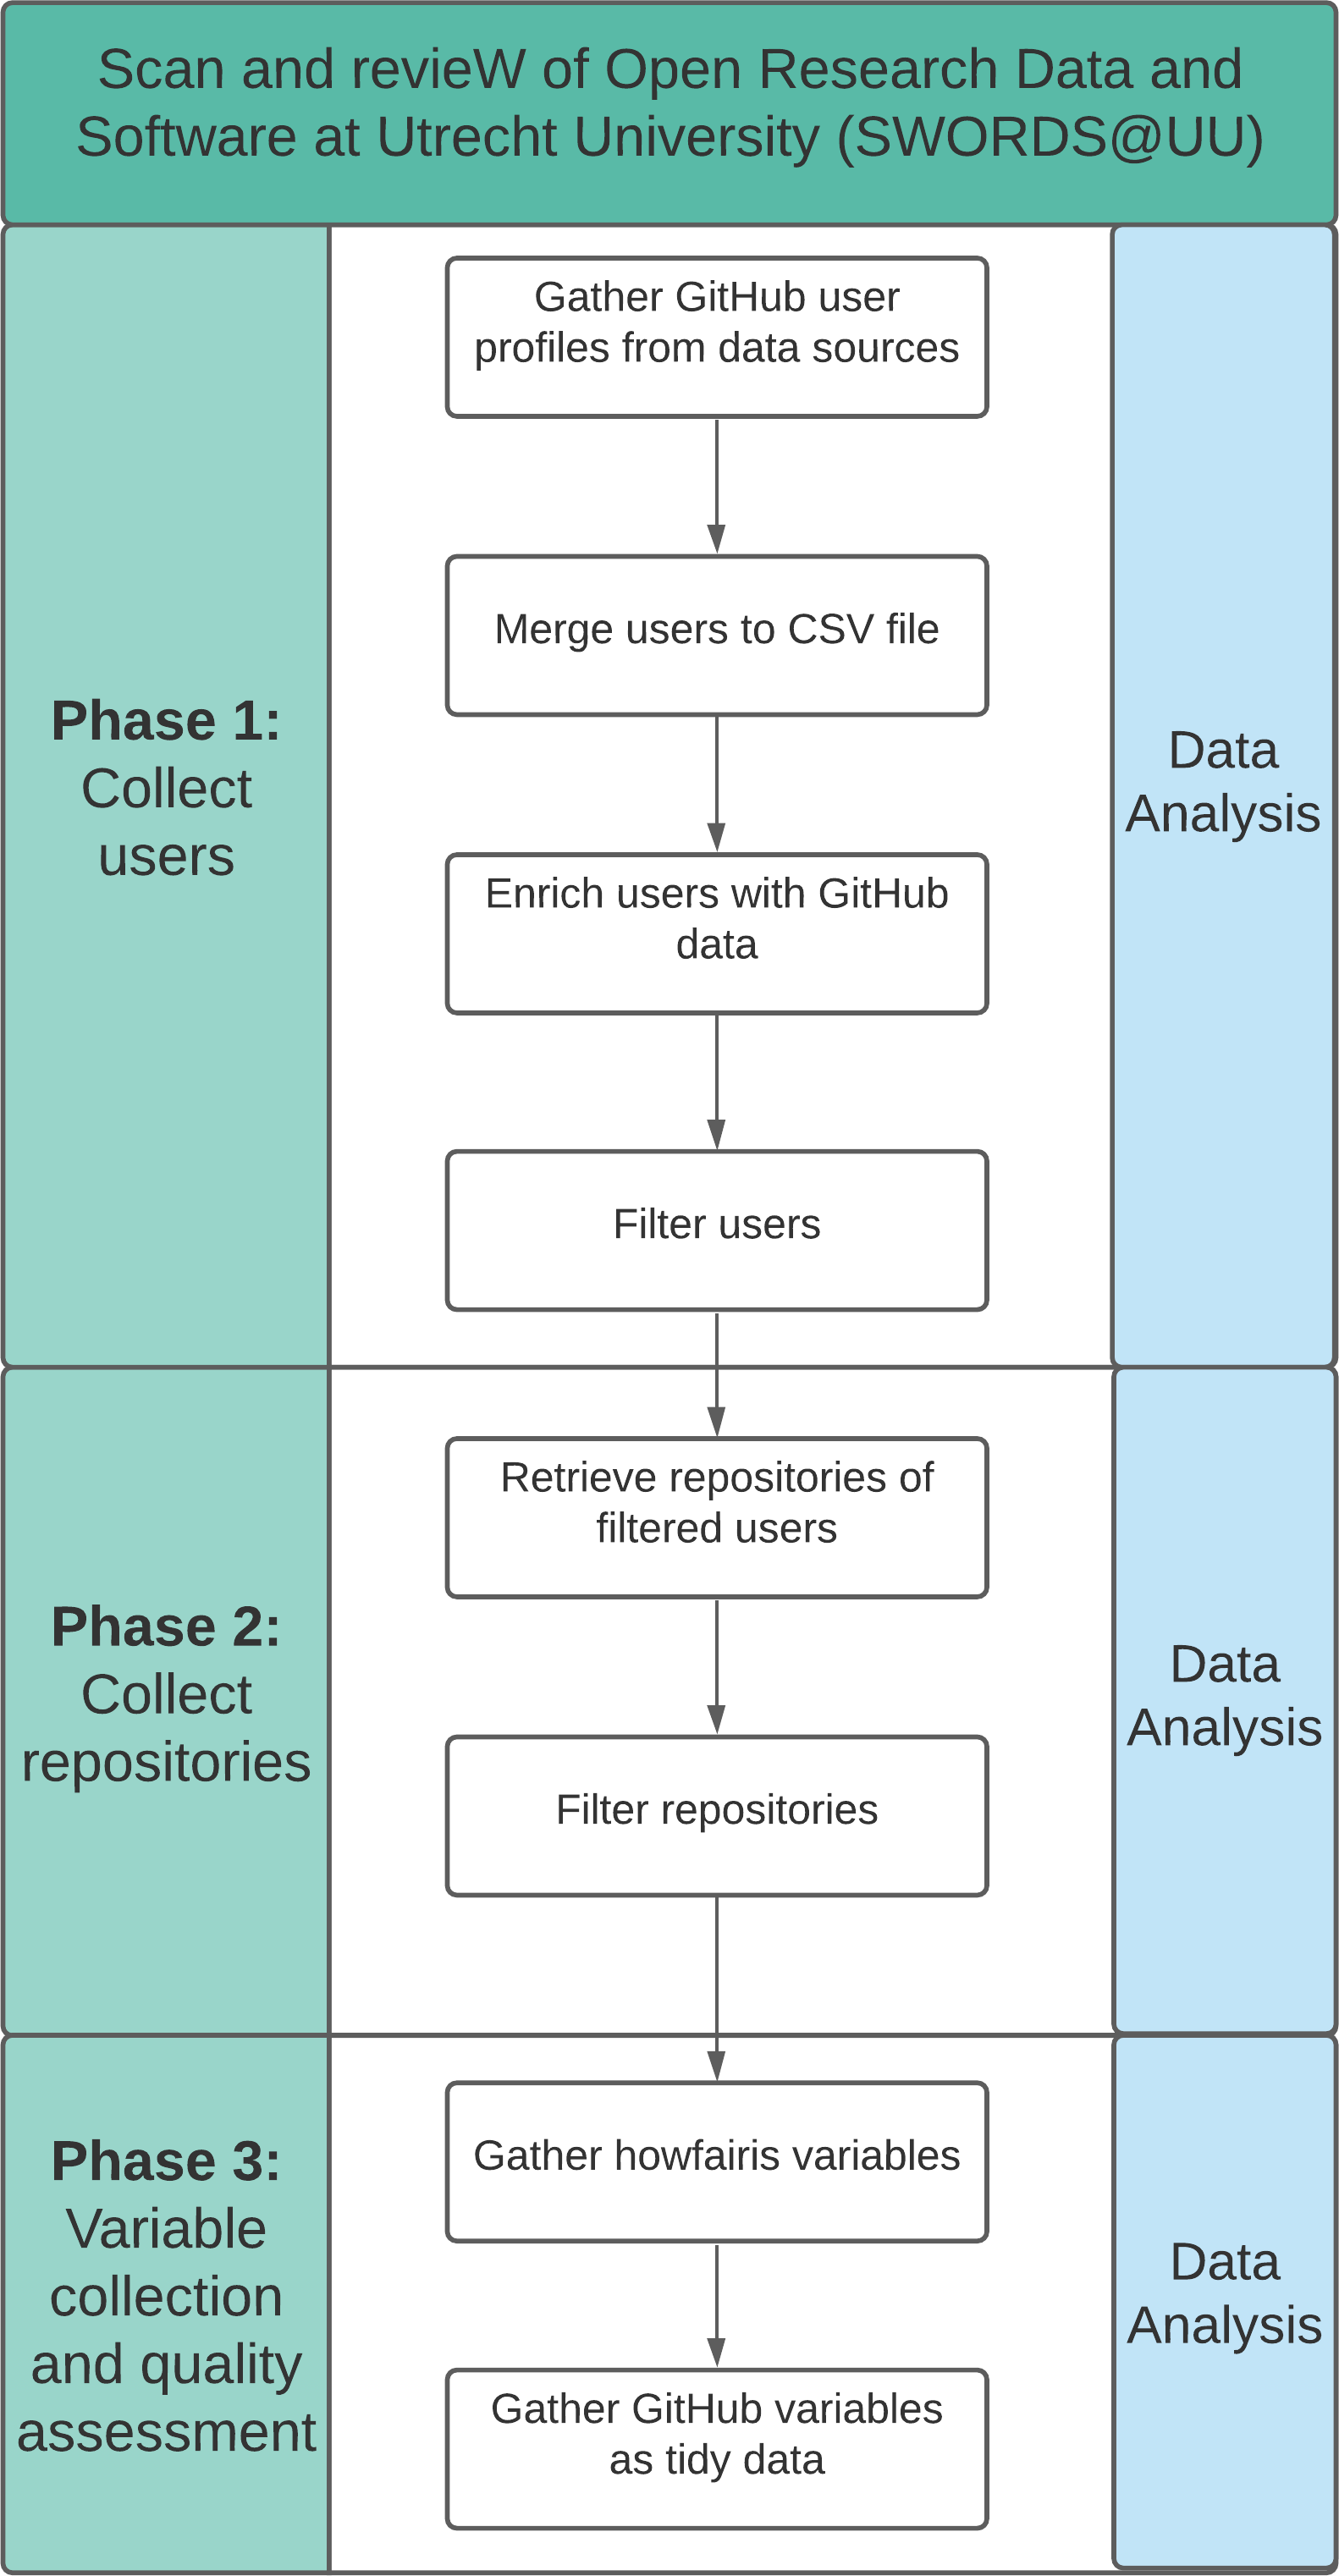 Scan and revieW of Open Research Data and
Software at Utrecht University (SWORDS@UU)
Phase 1:
Collect
users
Gather GitHub user
profiles from data sources
Merge users to CSV file
Enrich users with GitHub
data
Filter users
Data
Analysis
Phase 2:
Collect
repositories
Retrieve repositories of
filtered users
Filter repositories
Data
Analysis
Phase 3:
Variable
collection
and quality
assessment
Gather howfairis variables
Gather GitHub variables
as tidy data
Data
Analysis